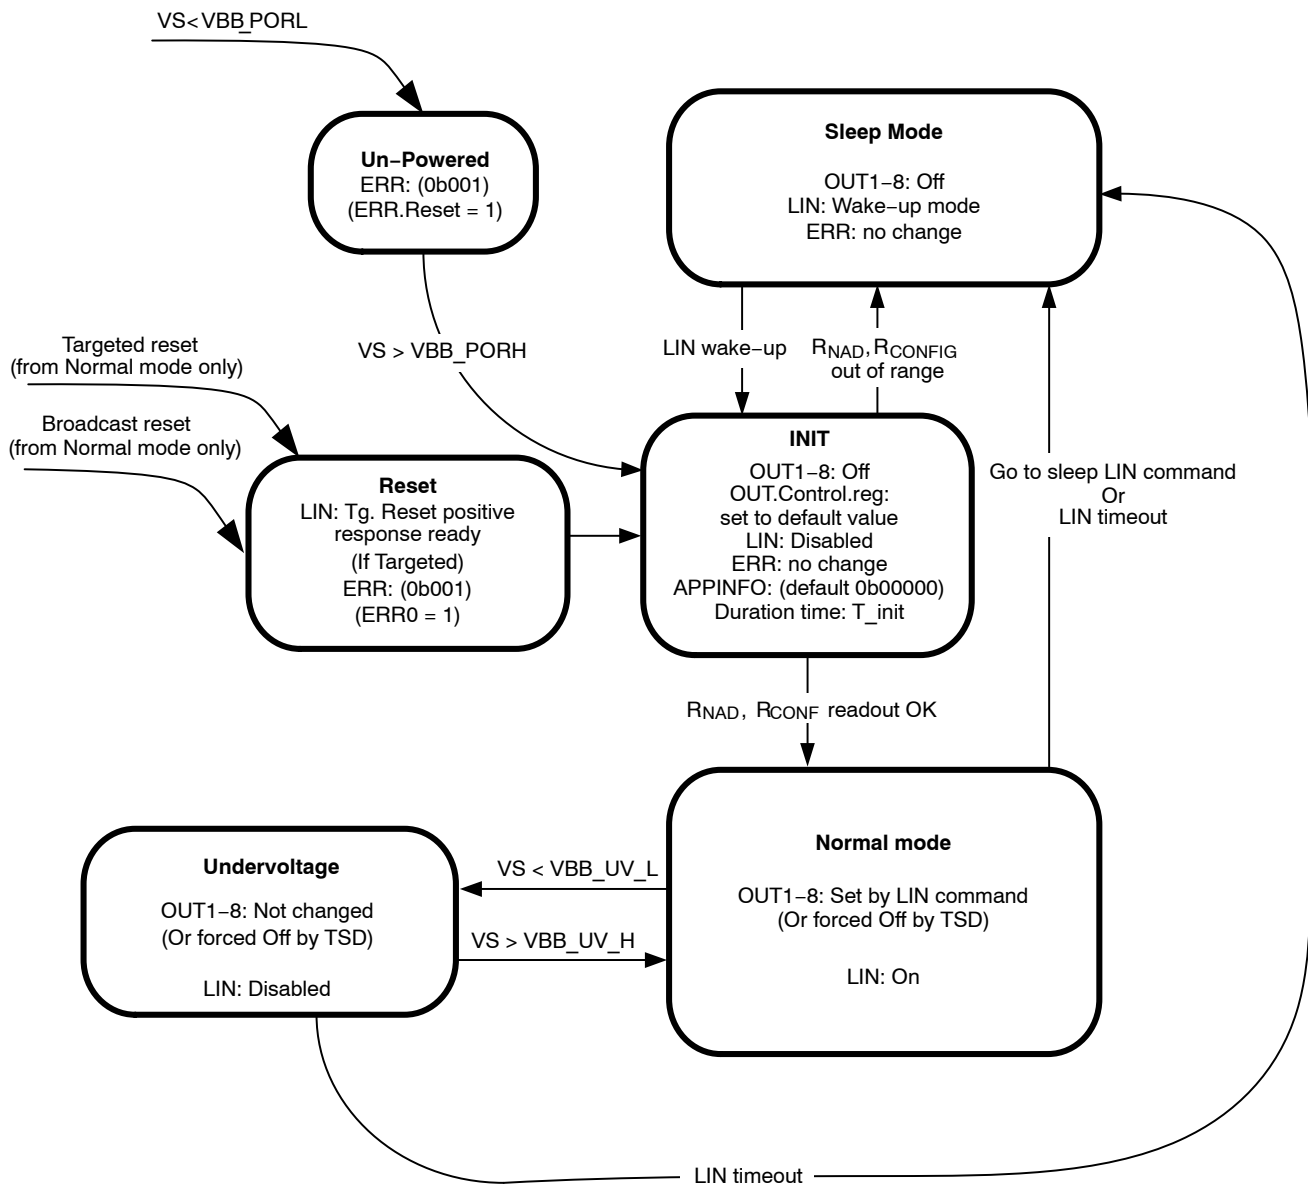 VS<VBB_PORL
Un–Powered
ERR: (0b001)
(ERR.Reset = 1)
Sleep Mode
OUT1–8: Off
LIN: Wake–up mode
ERR: no change
VS > VBB_PORH
LIN wake–up
RNAD, RCONFIG
out of range
Targeted reset
(from Normal mode only)
Broadcast reset
(from Normal mode only)
Reset
LIN: Tg. Reset positive
response ready
(If Targeted)
ERR: (0b001)
(ERR0 = 1)
INIT
OUT1–8: Off
OUT.Control.reg:
set to default value
LIN: Disabled
ERR: no change
APPINFO: (default 0b00000)
Duration time: T_init
Go to sleep LIN command
Or
LIN timeout
RNAD, RCONF readout OK
Undervoltage
OUT1–8: Not changed
(Or forced Off by TSD)
LIN: Disabled
VS < VBB_UV_L
VS > VBB_UV_H
Normal mode
OUT1–8: Set by LIN command
(Or forced Off by TSD)
LIN: On
LIN timeout